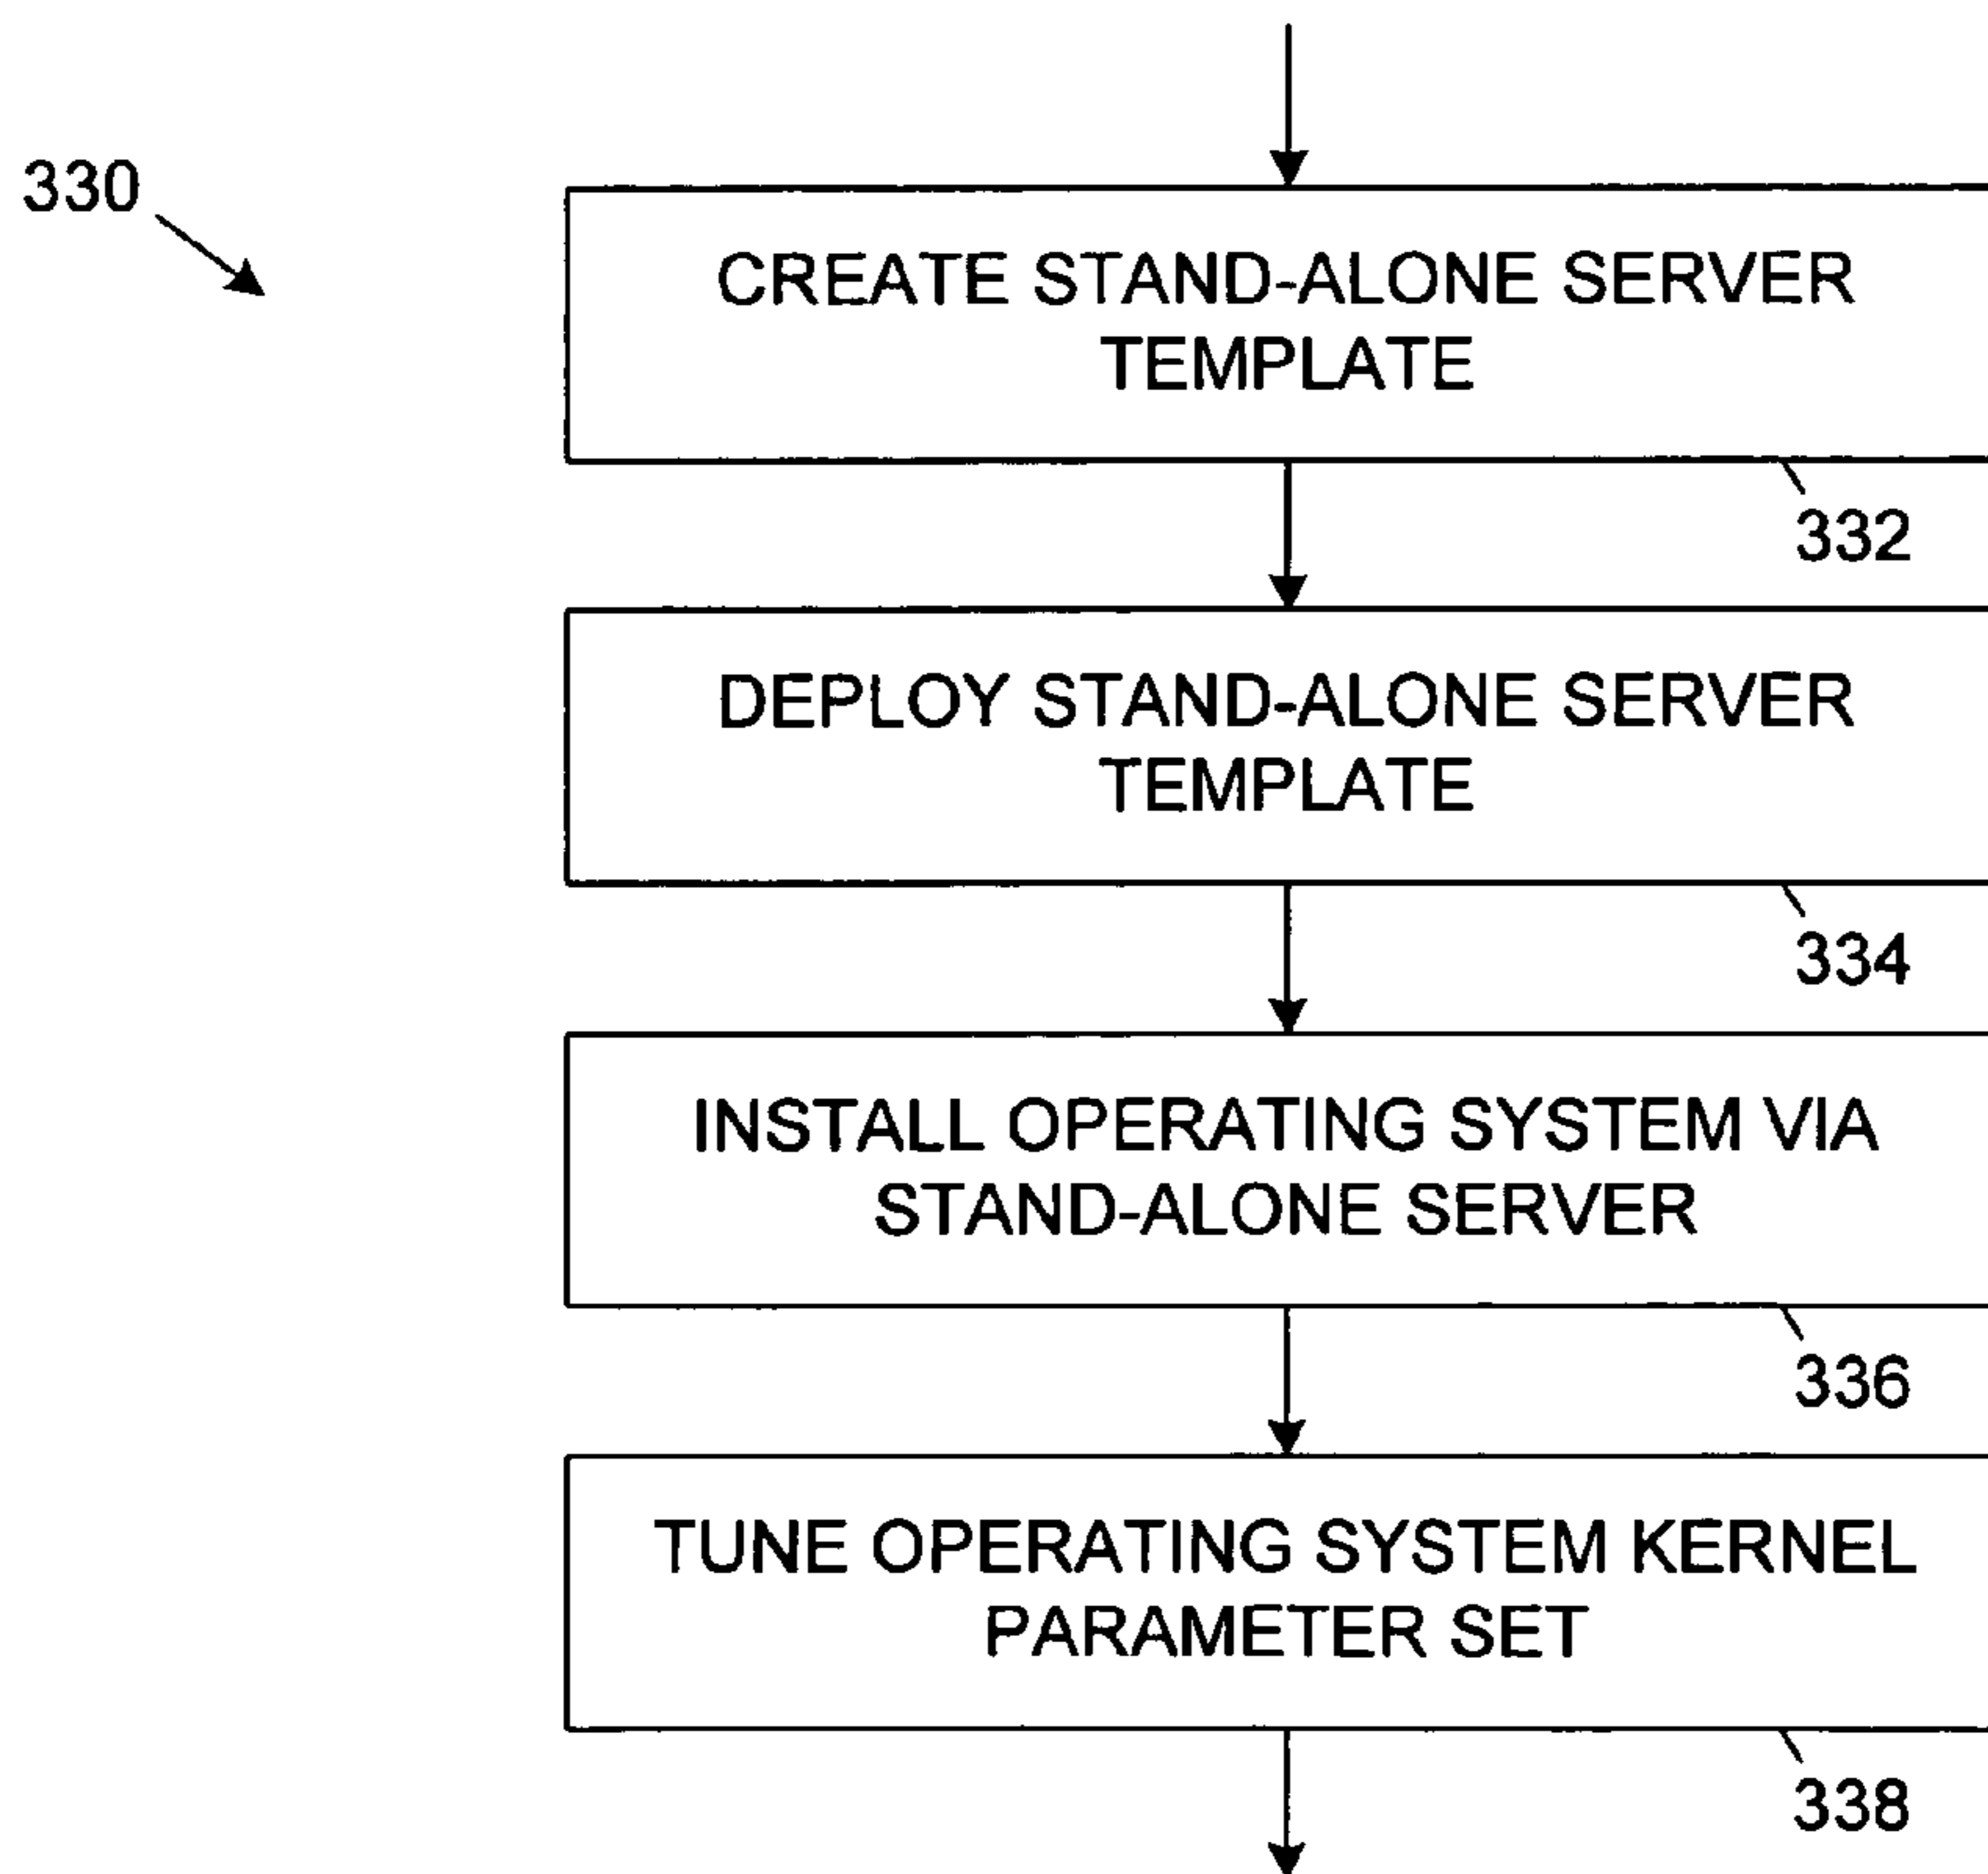 330
CREATE STAND-ALONE SERVER
TEMPLATE
332
DEPLOY STAND-ALONE SERVER
TEMPLATE
334
INSTALL OPERATING SYSTEM VIA
STAND-ALONE SERVER
336
TUNE OPERATING SYSTEM KERNEL
PARAMETER SET
338